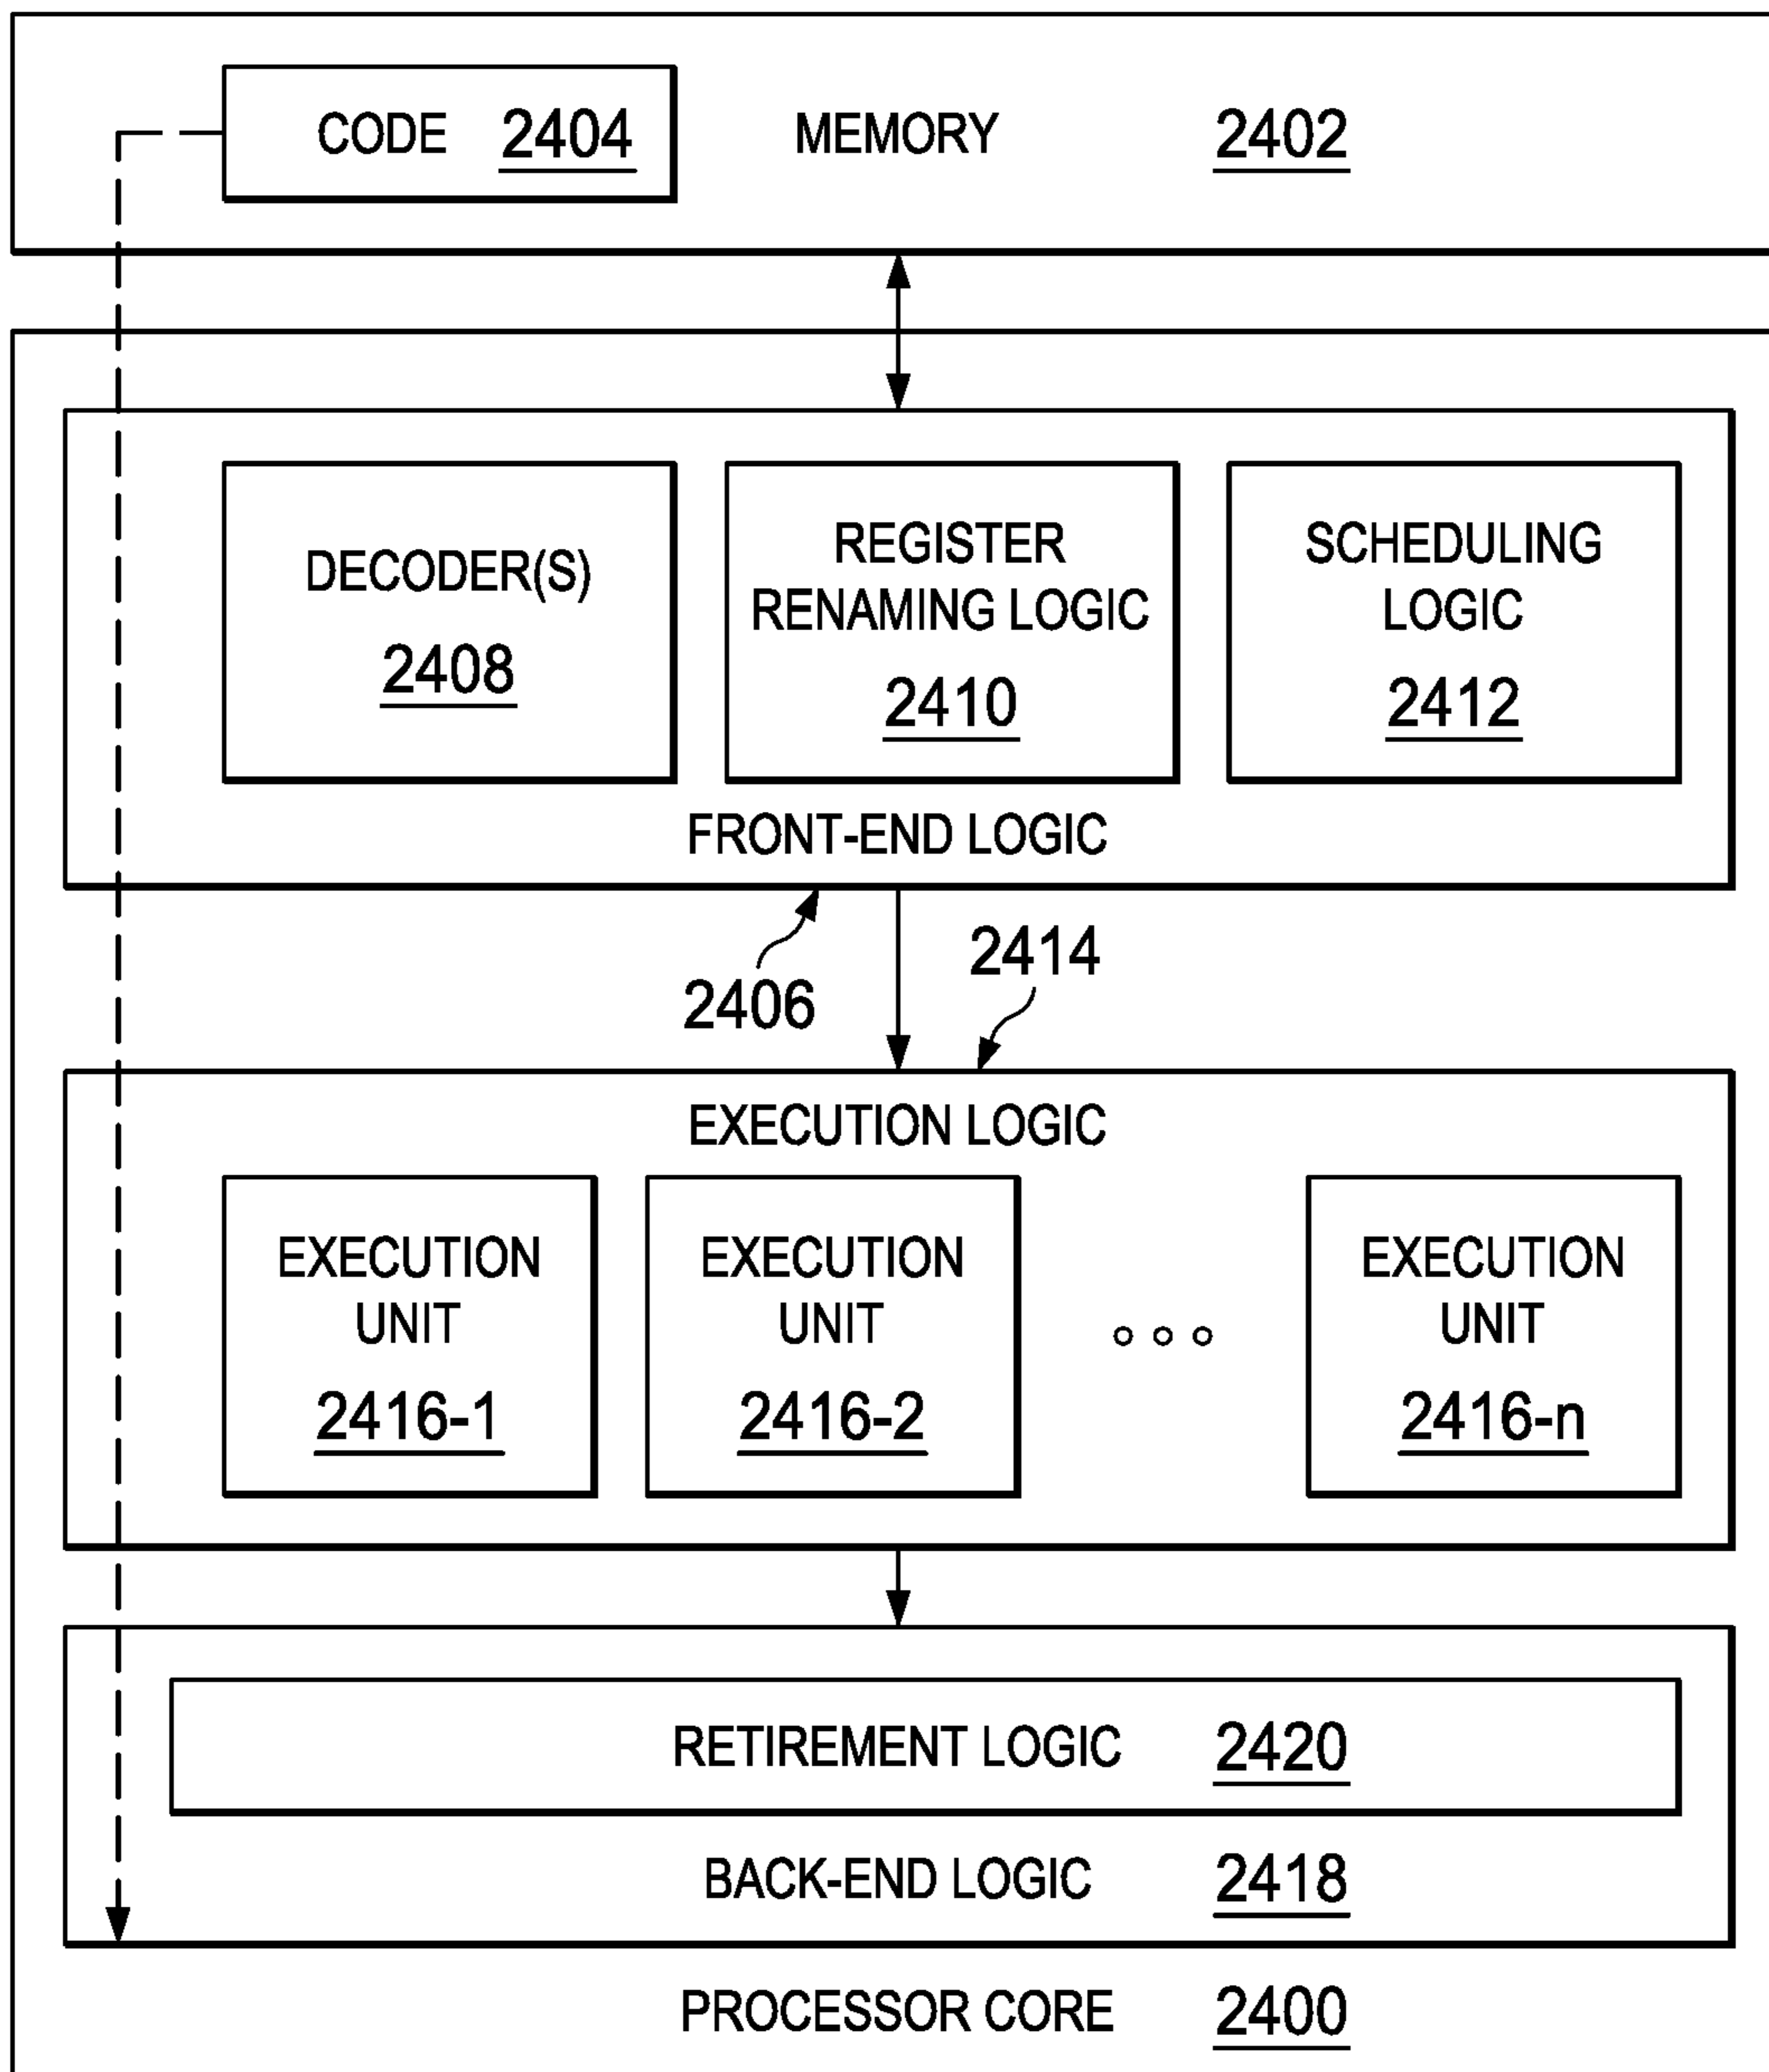 CODE 2404 MEMORY 2402
DECODER(S)
2408
REGISTER
RENAMING LOGIC
2410
SCHEDULING
LOGIC
2412
FRONT-END LOGIC
2406
2414
EXECUTION LOGIC
EXECUTION
UNIT
2416-1
EXECUTION
UNIT
2416-2
EXECUTION
UNIT
2416-n
RETIREMENT LOGIC 2420
BACK-END LOGIC 2418
PROCESSOR CORE 2400